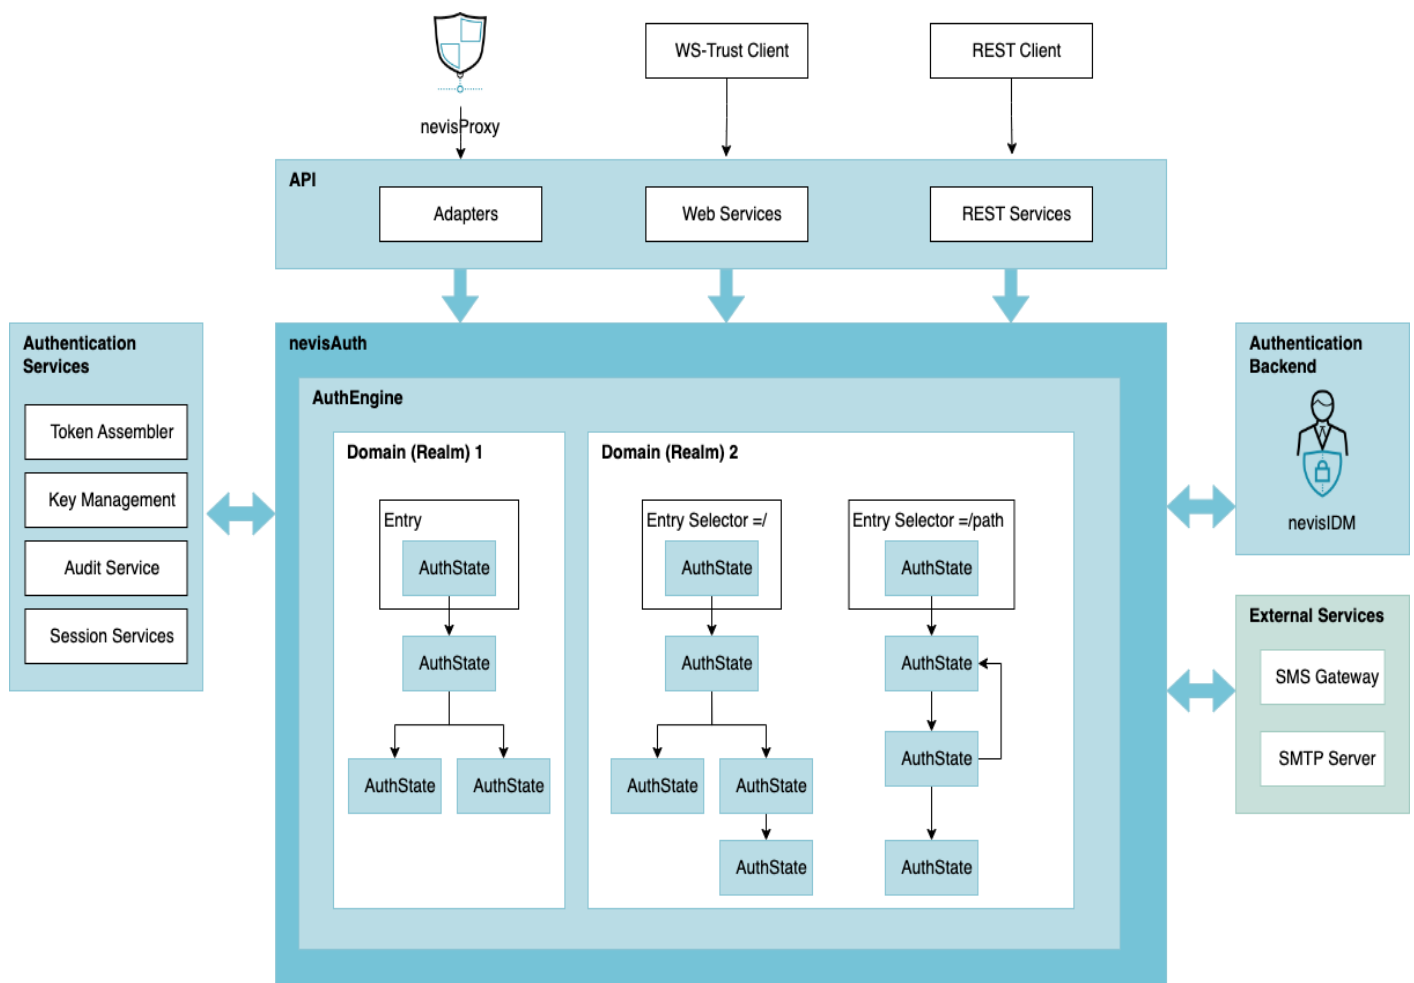 WS-Trust Client
REST Client
nevisProxy
API
Adapters
Web Services
REST Services
Authentication
Services
Token Assembler
Key Management
Audit Service
Session Services
nevisAuth
AuthEngine
Domain (Realm) 1
Entry
AuthState
AuthState
AuthState
AuthState
Domain (Realm) 2
Entry Selector =/
AuthState
AuthState
AuthState
AuthState
AuthState
Entry Selector =/path
AuthState
AuthState
AuthState
AuthState
Authentication
Backend
nevisIDM
External Services
SMS Gateway
SMTP Server